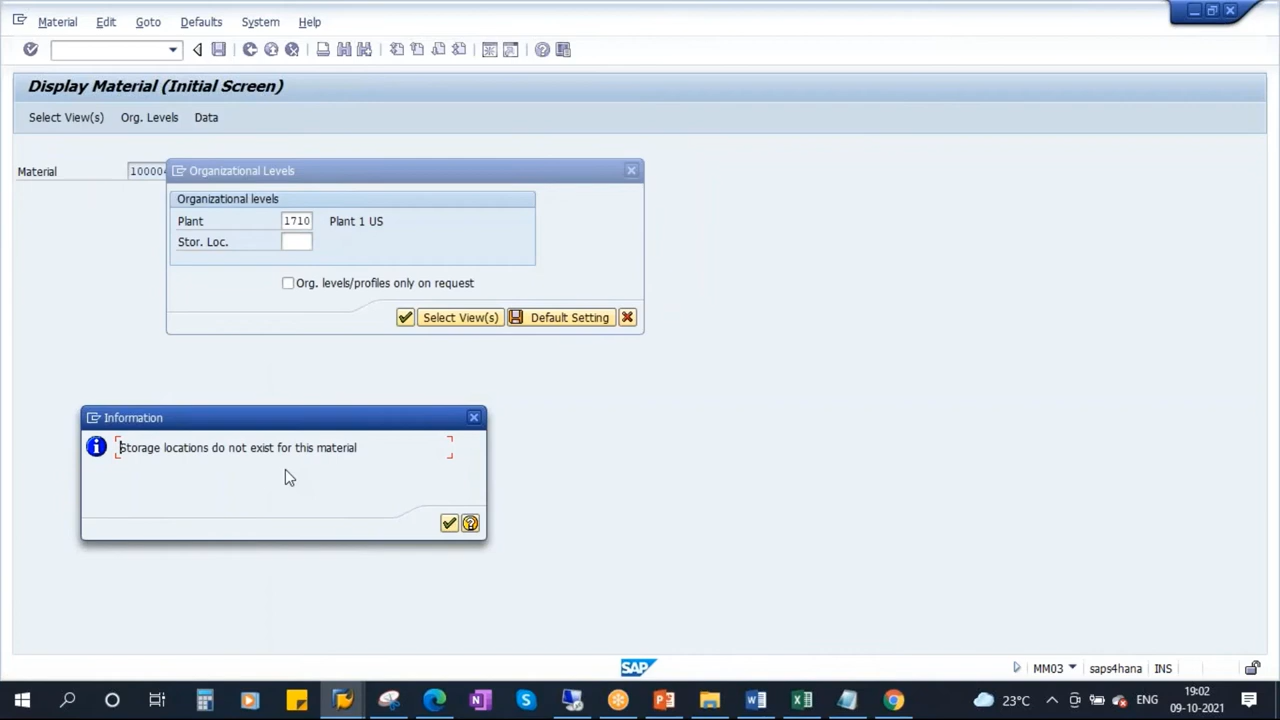 Material Edit Goto Defaults System Help
Display Material (Initial Screen)
Select View(s) Org. Levels Data
Material 100004
Organizational Levels
Organizational levels
Plant 1710 Plant 1 US
Stor. Loc.
Org. levels/profiles only on request
Select View(s) Default Setting
Information
Storage locations do not exist for this material
SAP
MM03 saps4hana INS
23°C ENG 19:02
09-10-2021